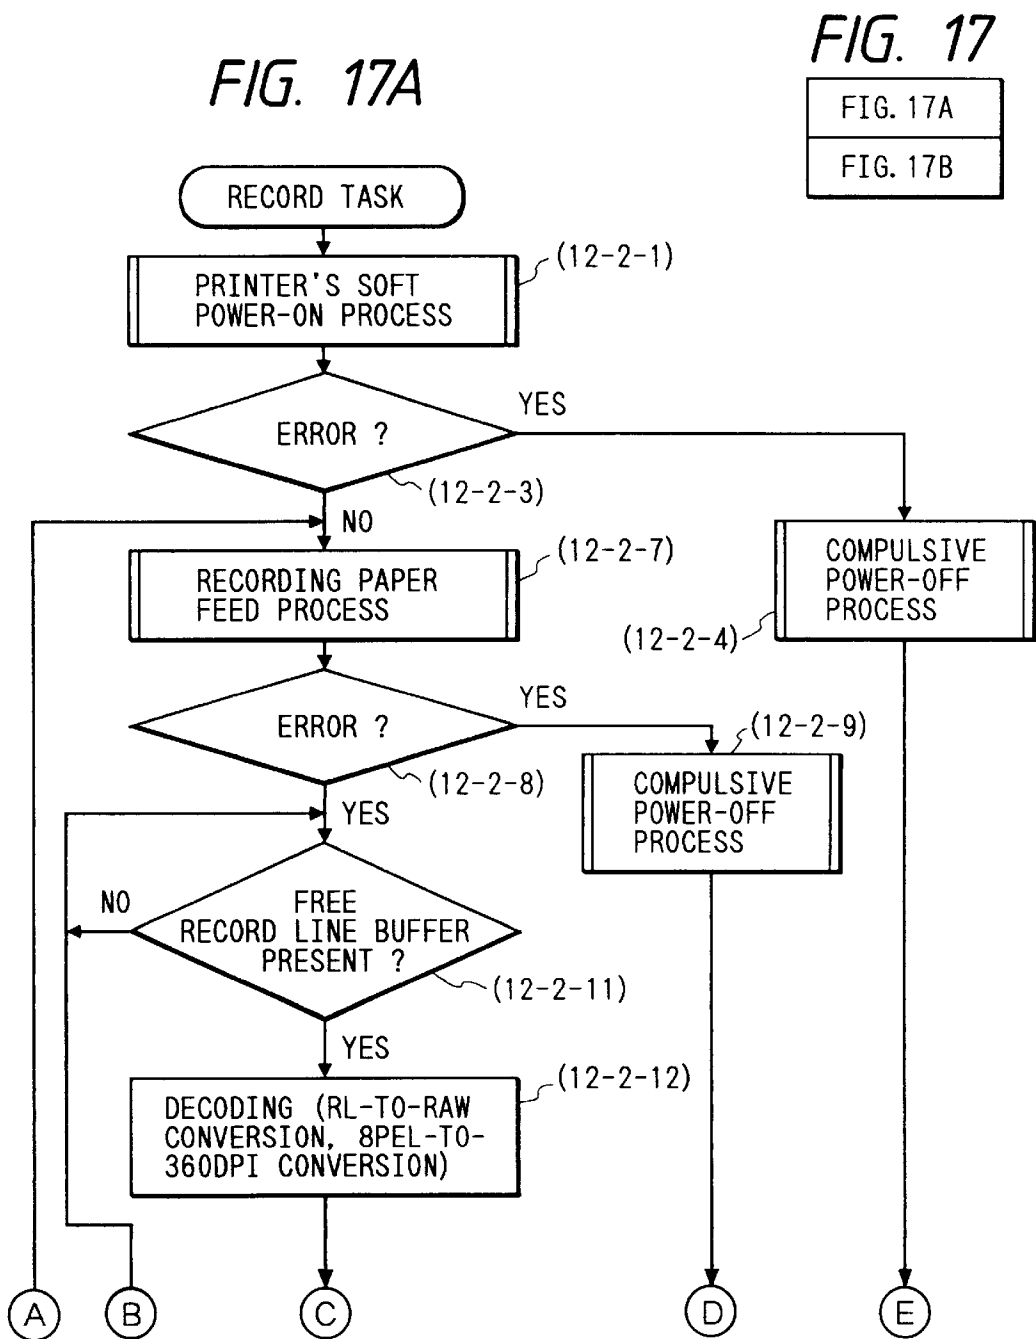 FIG. 17
FIG. 17A
FIG. 17A
FIG. 17B
RECORD TASK
(12-2-1)
PRINTER'S SOFT
POWER-ON PROCESS
YES
ERROR ?
(12-2-3)
NO
(12-2-7)
RECORDING PAPER
FEED PROCESS
COMPULSIVE
POWER-OFF
PROCESS
(12-2-4)
YES
ERROR ?
(12-2-9)
(12-2-8)
COMPULSIVE
POWER-OFF
PROCESS
YES
NO
FREE
RECORD LINE BUFFER
PRESENT ?
(12-2-11)
YES
(12-2-12)
DECODING (RL-TO-RAW
CONVERSION, 8PEL-TO-
360DPI CONVERSION)
A
B
C
D
E